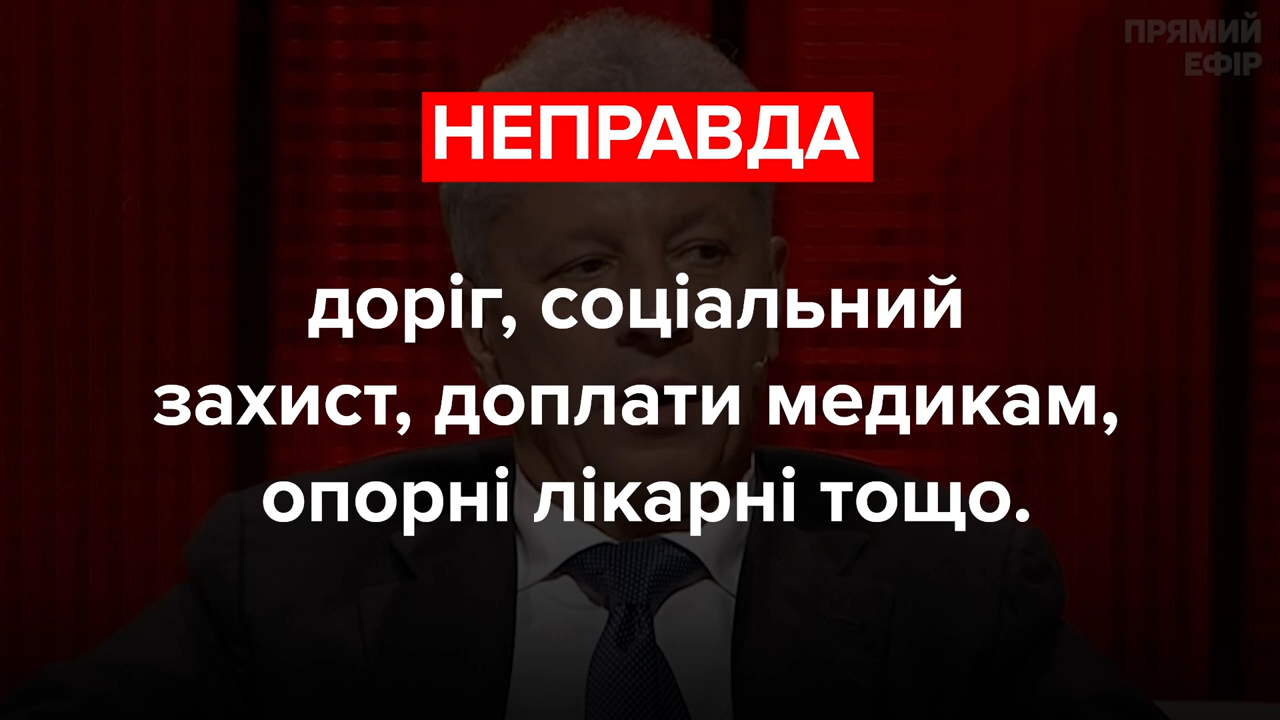 ПРЯМИЙ
ЕФІР
НЕПРАВДА
доріг, соціальний
захист, доплати медикам,
опорні лікарні тощо.